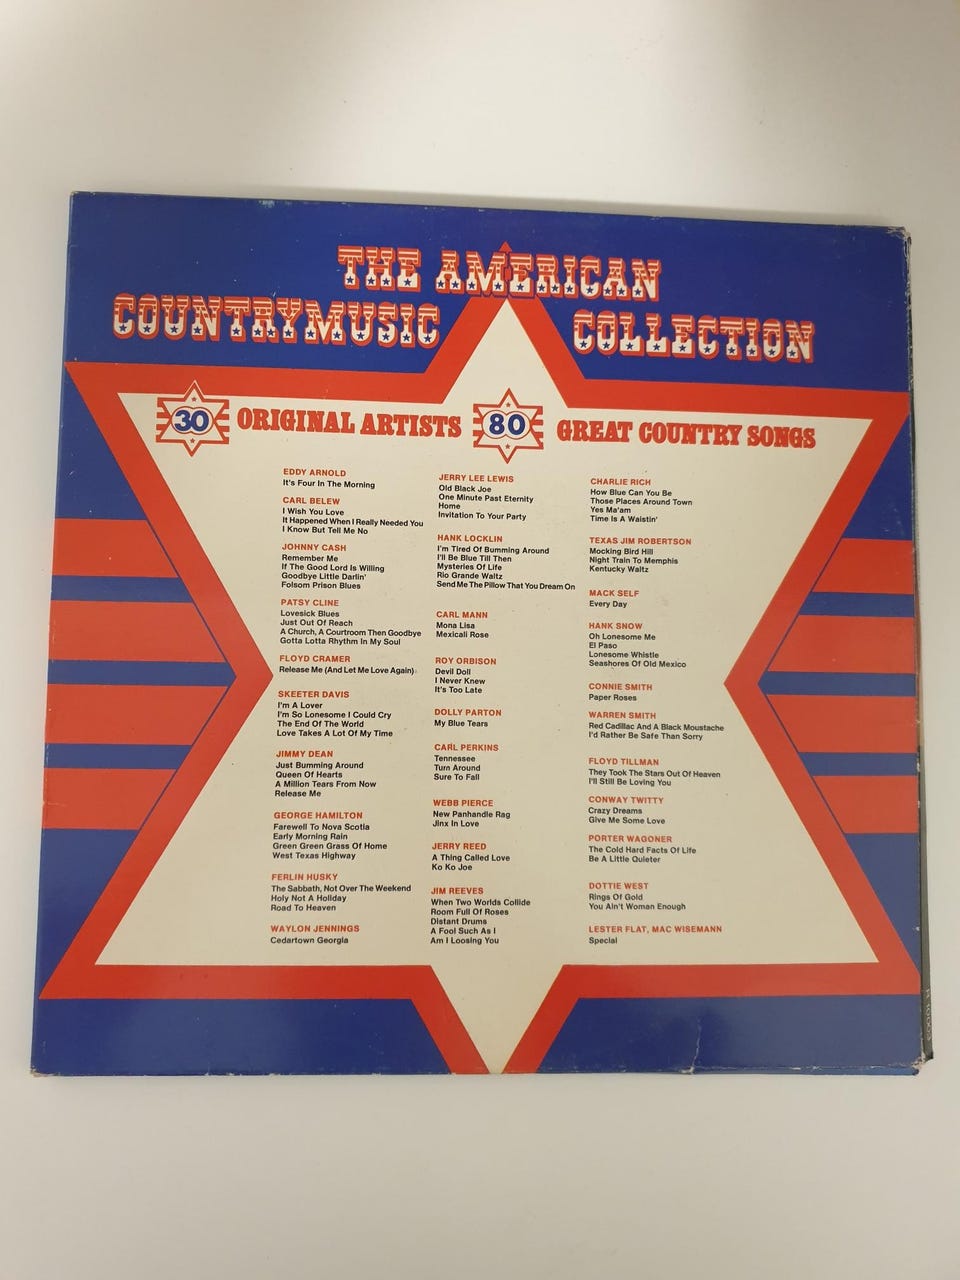 THE AMERICAN
COUNTRYMUSIC COLLECTION
30 ORIGINAL ARTISTS 80 GREAT COUNTRY SONGS
EDDY ARNOLD
It's Four In The Morning
CARL BELEW
I Wish You Love
It Happened When I Really Needed You
I Know But Tell Me No
JOHNNY CASH
Remember Me
If The Good Lord Is Willing
Goodbye Little Darlin'
Folsom Prison Blues
PATSY CLINE
Lovesick Blues
Just Out Of Reach
A Church, A Courtroom Then Goodbye
Gotta Lotta Rhythm In My Soul
FLOYD CRAMER
Release Me (And Let Me Love Again)
SKEETER DAVIS
I'm A Lover
I'm So Lonesome I Could Cry
The End Of The World
Love Takes A Lot Of My Time
JIMMY DEAN
Just Bumming Around
Queen Of Hearts
A Million Tears From Now
Release Me
GEORGE HAMILTON
Farewell To Nova Scotia
Early Morning Rain
Green Green Grass Of Home
West Texas Highway
FERLIN HUSKY
The Sabbath, Not Over The Weekend
Holy Not A Holiday
Road To Heaven
WAYLON JENNINGS
Cedartown Georgia
JERRY LEE LEWIS
Old Black Joe
One Minute Past Eternity
Home
Invitation To Your Party
HANK LOCKLIN
I'm Tired Of Bumming Around
I'll Be Blue Till Then
Mysteries Of Life
Rio Grande Waltz
Send Me The Pillow That You Dream On
CARL MANN
Mona Lisa
Mexicali Rose
ROY ORBISON
Devil Doll
I Never Knew
It's Too Late
DOLLY PARTON
My Blue Tears
CARL PERKINS
Tennessee
Turn Around
Sure To Fall
WEBB PIERCE
New Panhandle Rag
Jinx In Love
JERRY REED
A Thing Called Love
Ko Ko Joe
JIM REEVES
When Two Worlds Collide
Room Full Of Roses
Distant Drums
A Fool Such As I
Am I Loosing You
CHARLIE RICH
How Blue Can You Be
Those Places Around Town
Yes Ma'am
Time Is A Waistin'
TEXAS JIM ROBERTSON
Mocking Bird Hill
Night Train To Memphis
Kentucky Waltz
MACK SELF
Every Day
HANK SNOW
Oh Lonesome Me
El Paso
Lonesome Whistle
Seashores Of Old Mexico
CONNIE SMITH
Paper Roses
WARREN SMITH
Red Cadillac And A Black Moustache
I'd Rather Be Safe Than Sorry
FLOYD TILLMAN
They Took The Stars Out Of Heaven
I'll Still Be Loving You
CONWAY TWITTY
Crazy Dreams
Give Me Some Love
PORTER WAGONER
The Cold Hard Facts Of Life
Be A Little Quieter
DOTTIE WEST
Rings Of Gold
You Ain't Woman Enough
LESTER FLAT, MAC WISEMANN
Special